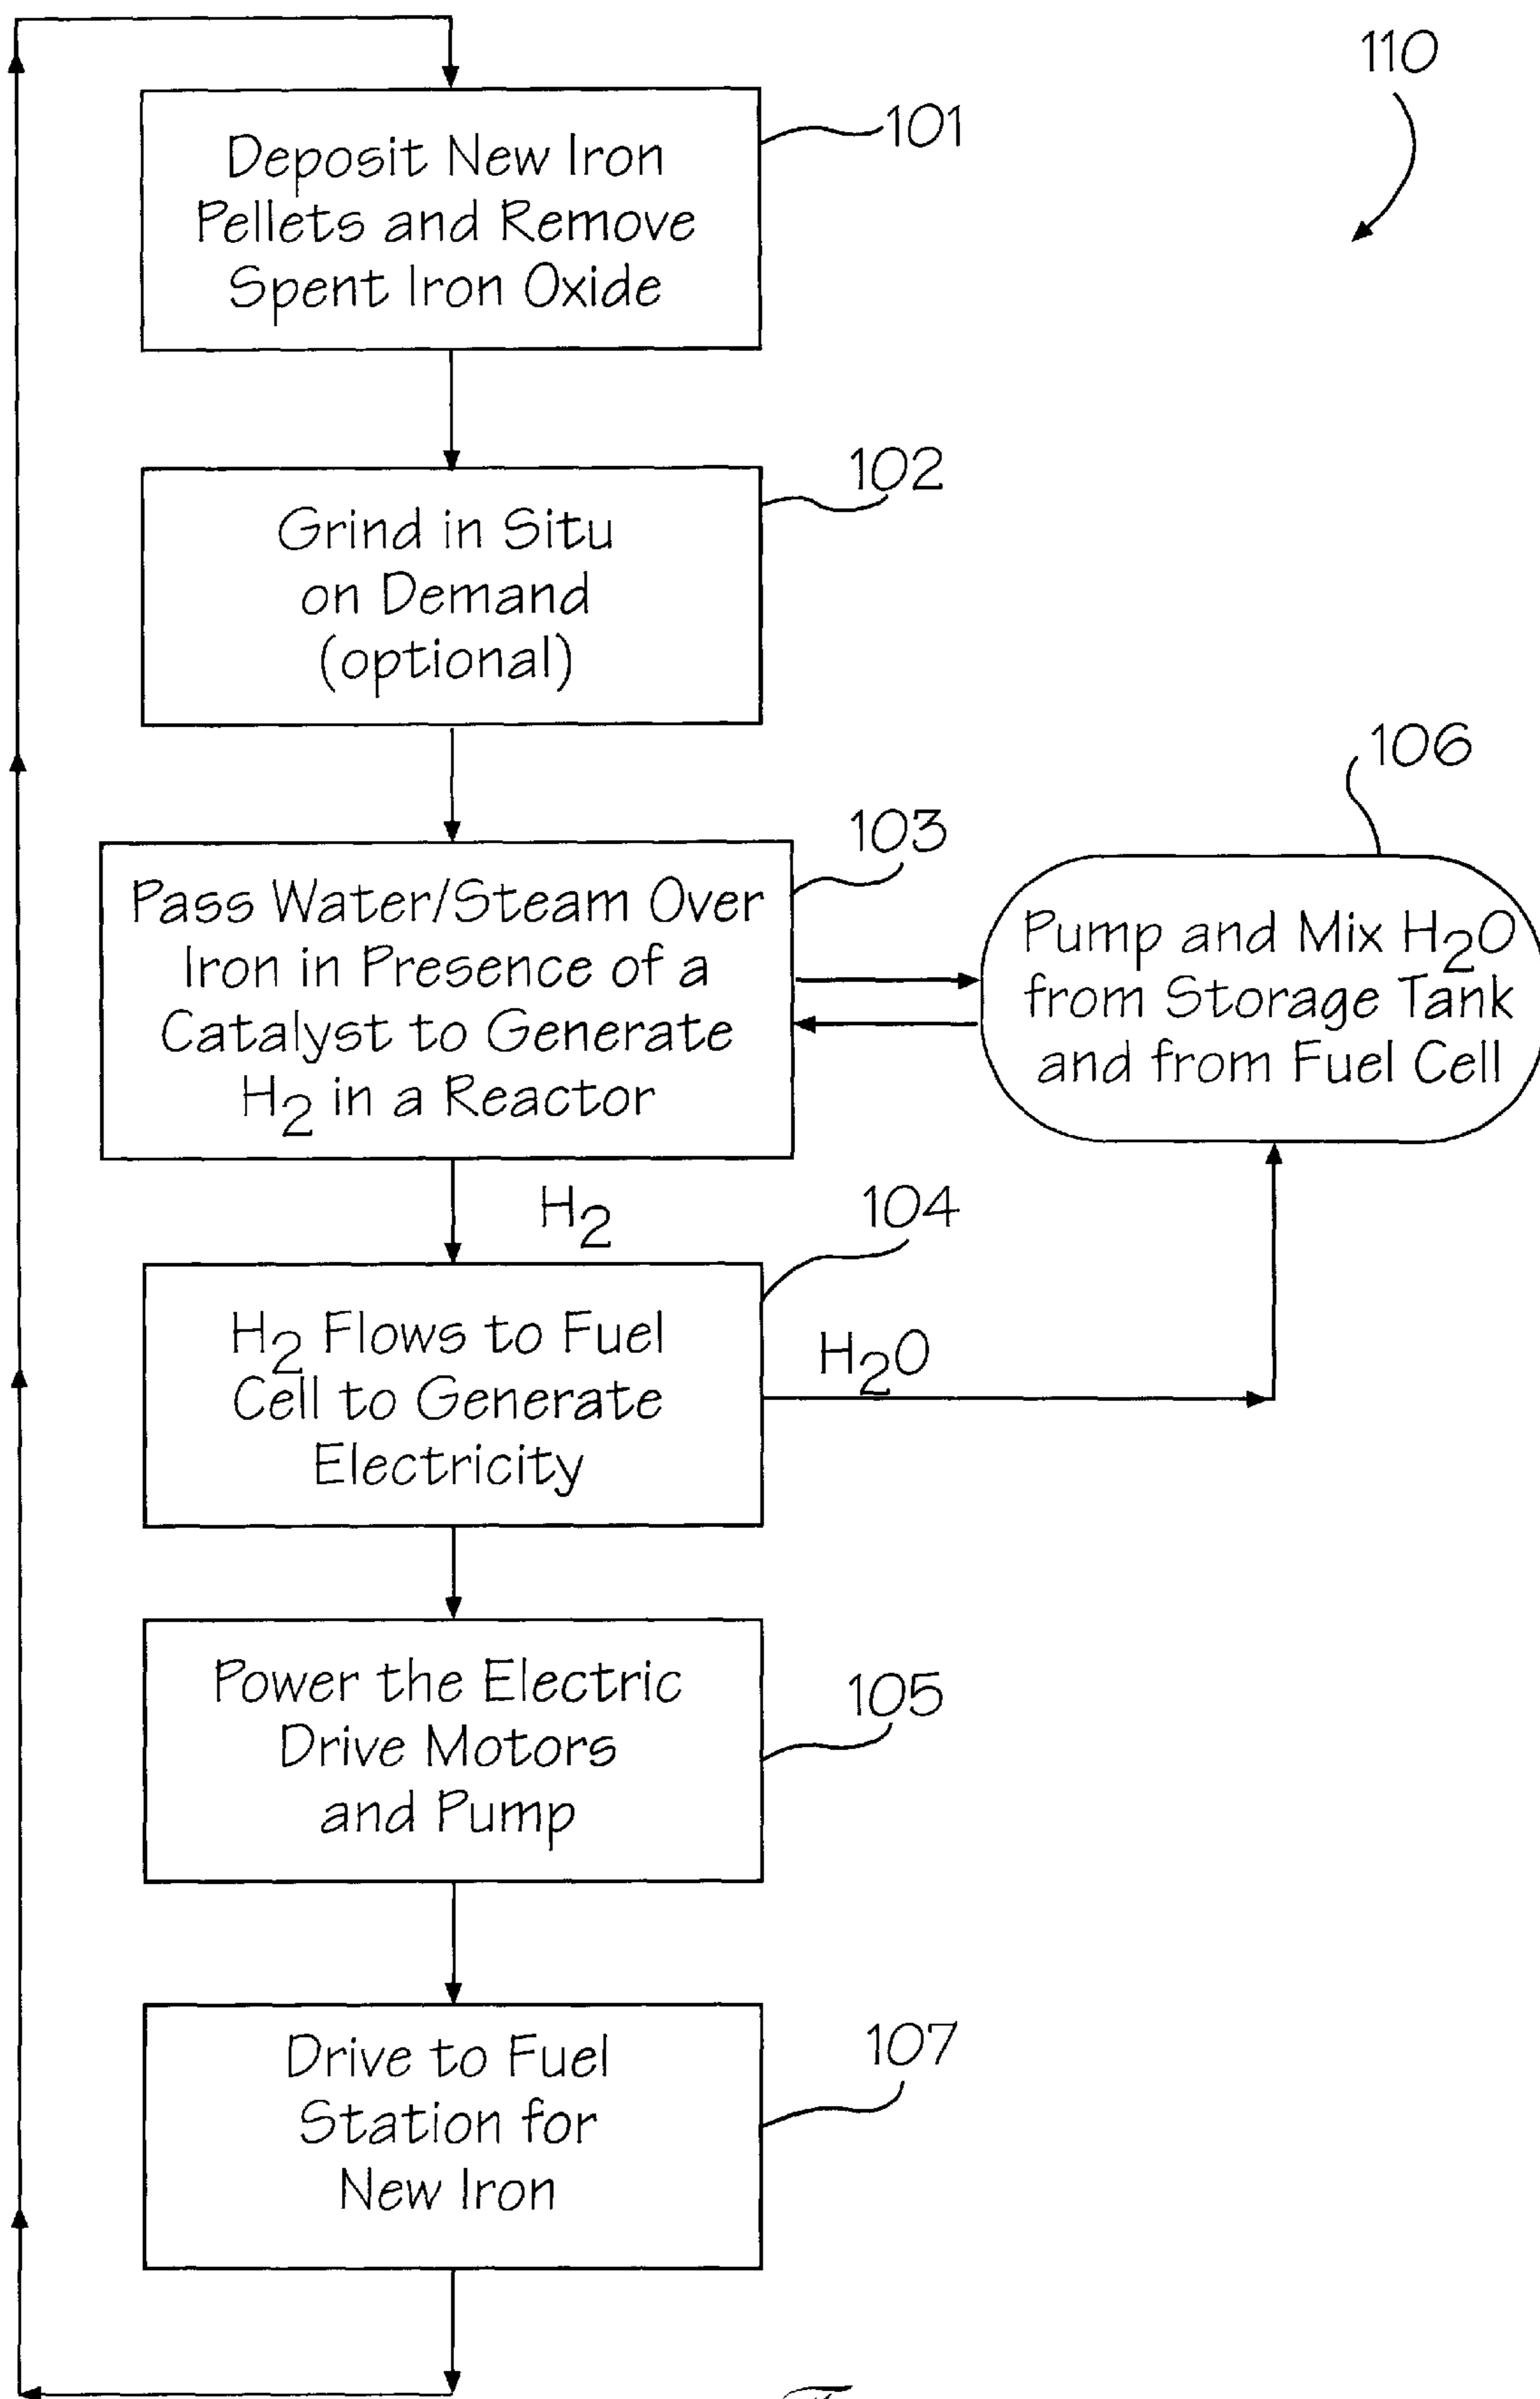 110
101
Deposit New Iron
Pellets and Remove
Spent Iron Oxide
102
Grind in Situ
on Demand
(optional)
103
Pass Water/Steam Over
Iron in Presence of a
Catalyst to Generate
H2 in a Reactor
106
Pump and Mix H2O
from Storage Tank
and from Fuel Cell
H2
104
H2 Flows to Fuel
Cell to Generate
Electricity
H2O
105
Power the Electric
Drive Motors
and Pump
107
Drive to Fuel
Station for
New Iron